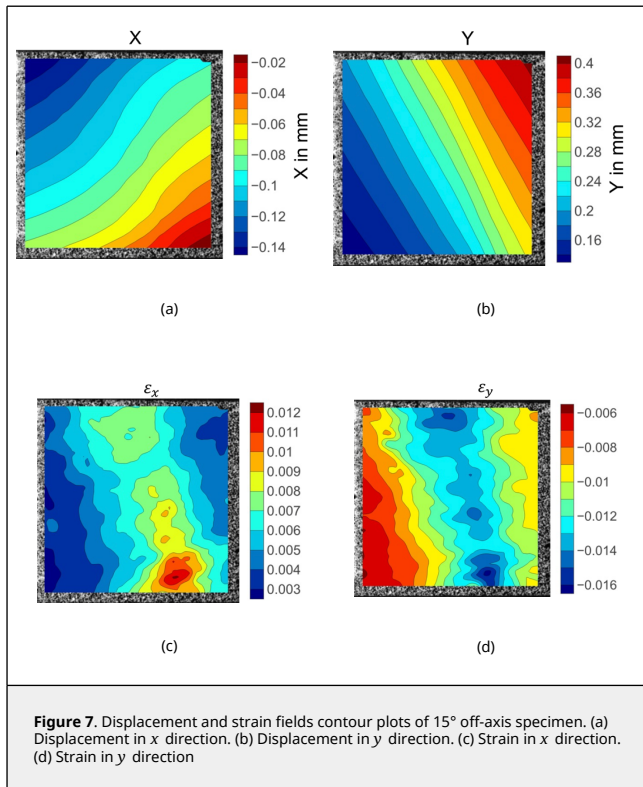 X
Y
−0.02
−0.04
−0.06
−0.08
−0.1
−0.12
−0.14
X in mm
0.4
0.36
0.32
0.28
0.24
0.2
0.16
Y in mm
(a)
(b)
εx
εy
0.012
0.011
0.01
0.009
0.008
0.007
0.006
0.005
0.004
0.003
−0.006
−0.008
−0.01
−0.012
−0.014
−0.016
(c)
(d)
Figure 7. Displacement and strain fields contour plots of 15° off-axis specimen. (a)
Displacement in x direction. (b) Displacement in y direction. (c) Strain in x direction.
(d) Strain in y direction